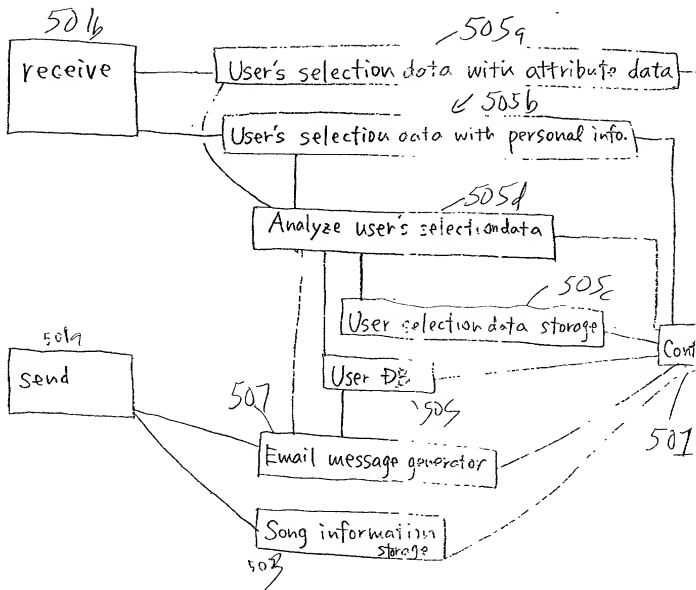 501b
505a
receive
User's selection data with attribute data
505b
User's selection data with personal info.
505d
Analyze user's selection data
505c
User selection data storage
501a
Cont
send
User DB
507
505
501
Email message generator
Song information
storage
503